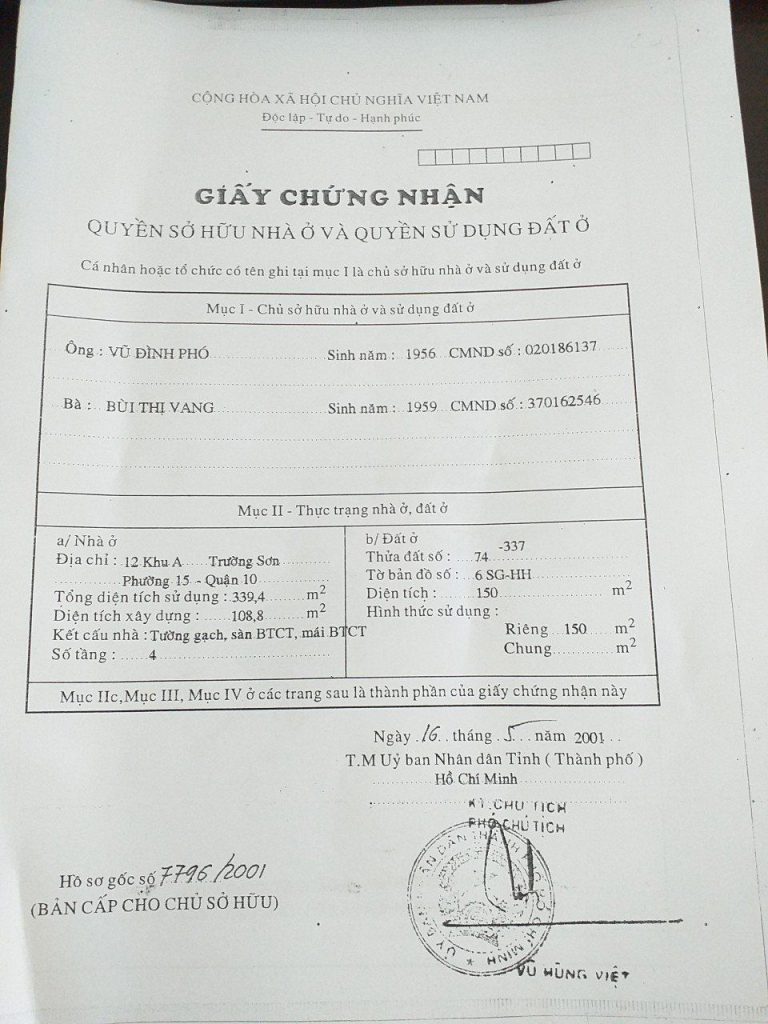 CỘNG HÒA XÃ HỘI CHỦ NGHĨA VIỆT NAM
Độc lập - Tự do - Hạnh phúc
GIẤY CHỨNG NHẬN
QUYỀN SỞ HỮU NHÀ Ở VÀ QUYỀN SỬ DỤNG ĐẤT Ở
Cá nhân hoặc tổ chức có tên ghi tại mục I là chủ sở hữu nhà ở và sử dụng đất ở
Mục I - Chủ sở hữu nhà ở và sử dụng đất ở
Ông : VŨ ĐÌNH PHÓ Sinh năm : 1956 CMND số : 020186137
Bà : BÙI THỊ VANG Sinh năm : 1959 CMND số : 370162546
Mục II - Thực trạng nhà ở, đất ở
a/ Nhà ở
Địa chỉ : 12 Khu A Trường Sơn
Phường 15 - Quận 10
Tổng diện tích sử dụng : 339,4 m2
Diện tích xây dựng : 108,8 m2
Kết cấu nhà : Tường gạch, sàn BTCT, mái BTCT
Số tầng : 4
b/ Đất ở
Thửa đất số : 74 -337
Tờ bản đồ số : 6 SG-HH
Diện tích : 150 m2
Hình thức sử dụng :
Riêng 150 m2
Chung m2
Mục IIc,Mục III, Mục IV ở các trang sau là thành phần của giấy chứng nhận này
Ngày 16 tháng 5 năm 2001
T.M Uỷ ban Nhân dân Tỉnh ( Thành phố )
Hồ Chí Minh
KT. CHỦ TỊCH
PHÓ CHỦ TỊCH
Hồ sơ gốc số 7796/2001
(BẢN CẤP CHO CHỦ SỞ HỮU)
VŨ HÙNG VIỆT